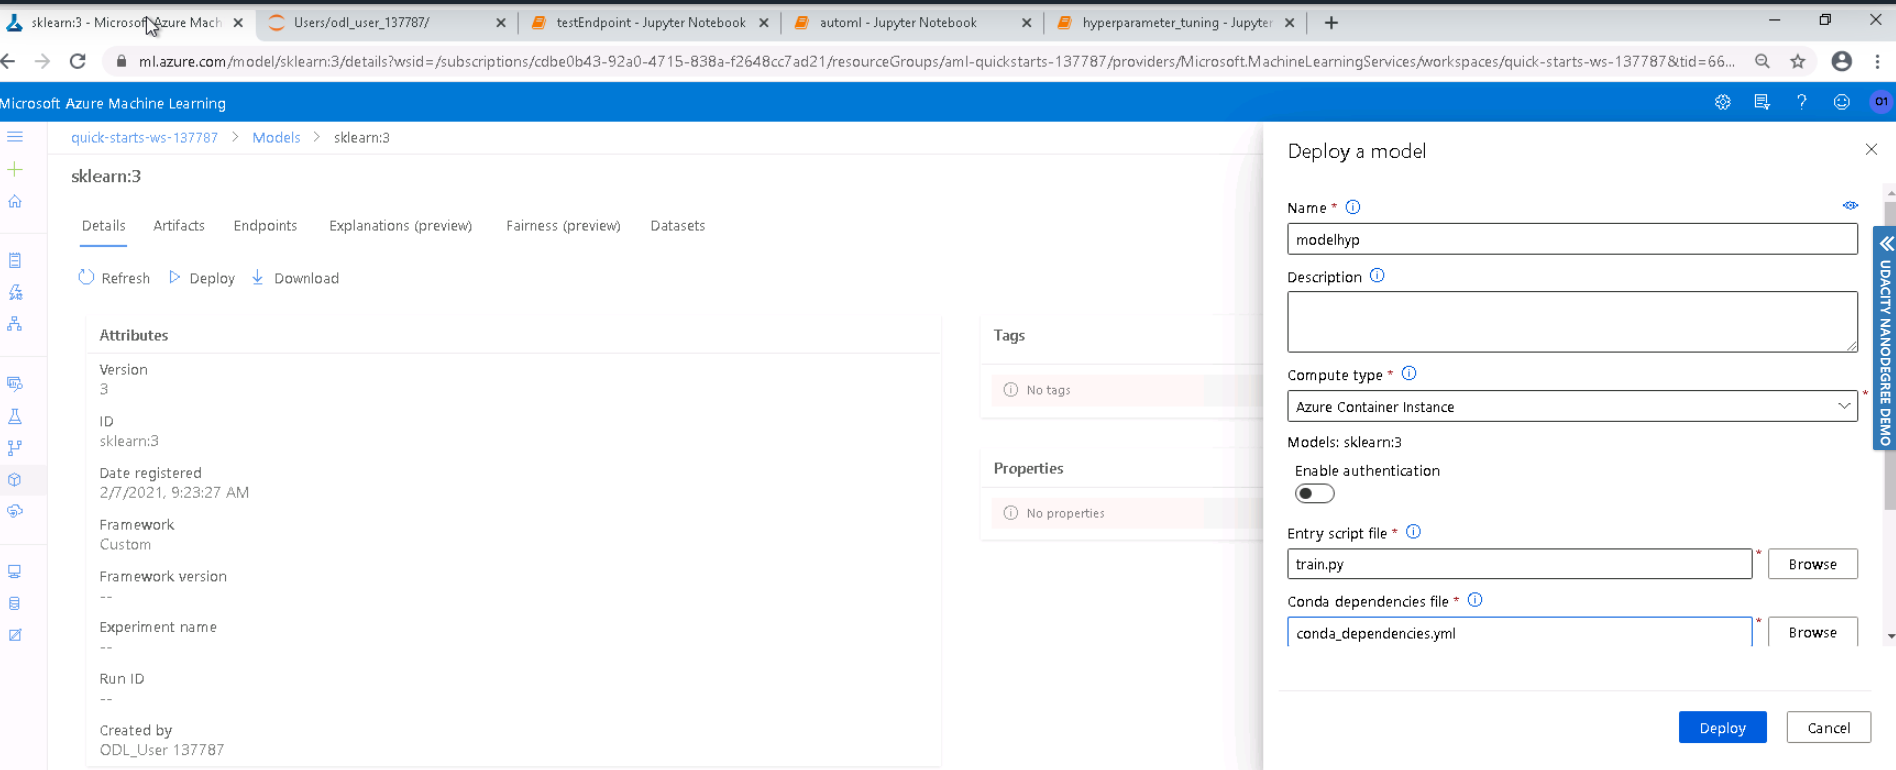 sklearn:3 - Microsoft Azure Mach
Users/odl_user_137787/
testEndpoint - Jupyter Notebook
automl - Jupyter Notebook
hyperparameter_tuning - Jupyter
ml.azure.com/model/sklearn:3/details?wsid=/subscriptions/cdbe0b43-92a0-4715-838a-f2648cc7ad21/resourceGroups/aml-quickstarts-137787/providers/Microsoft.MachineLearningServices/workspaces/quick-starts-ws-137787&tid=66...
Microsoft Azure Machine Learning
O1
quick-starts-ws-137787 > Models > sklearn:3
sklearn:3
Details Artifacts Endpoints Explanations (preview) Fairness (preview) Datasets
Refresh Deploy Download
Attributes
Version
3
ID
sklearn:3
Date registered
2/7/2021, 9:23:27 AM
Framework
Custom
Framework version
--
Experiment name
--
Run ID
--
Created by
ODL_User 137787
Tags
No tags
Properties
No properties
Deploy a model
Name *
modelhyp
Description
Compute type *
Azure Container Instance
*
Models: sklearn:3
Enable authentication
Entry script file *
train.py
*
Browse
Conda dependencies file *
conda_dependencies.yml
*
Browse
Deploy
Cancel
UDACITY NANODEGREE DEMO